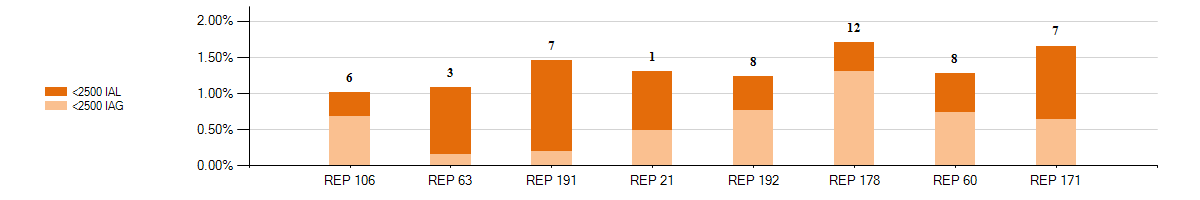 2.00%
1.50%
1.00%
0.50%
0.00%
<2500 IAL
<2500 IAG
6
3
7
1
8
12
8
7
REP 106
REP 63
REP 191
REP 21
REP 192
REP 178
REP 60
REP 171